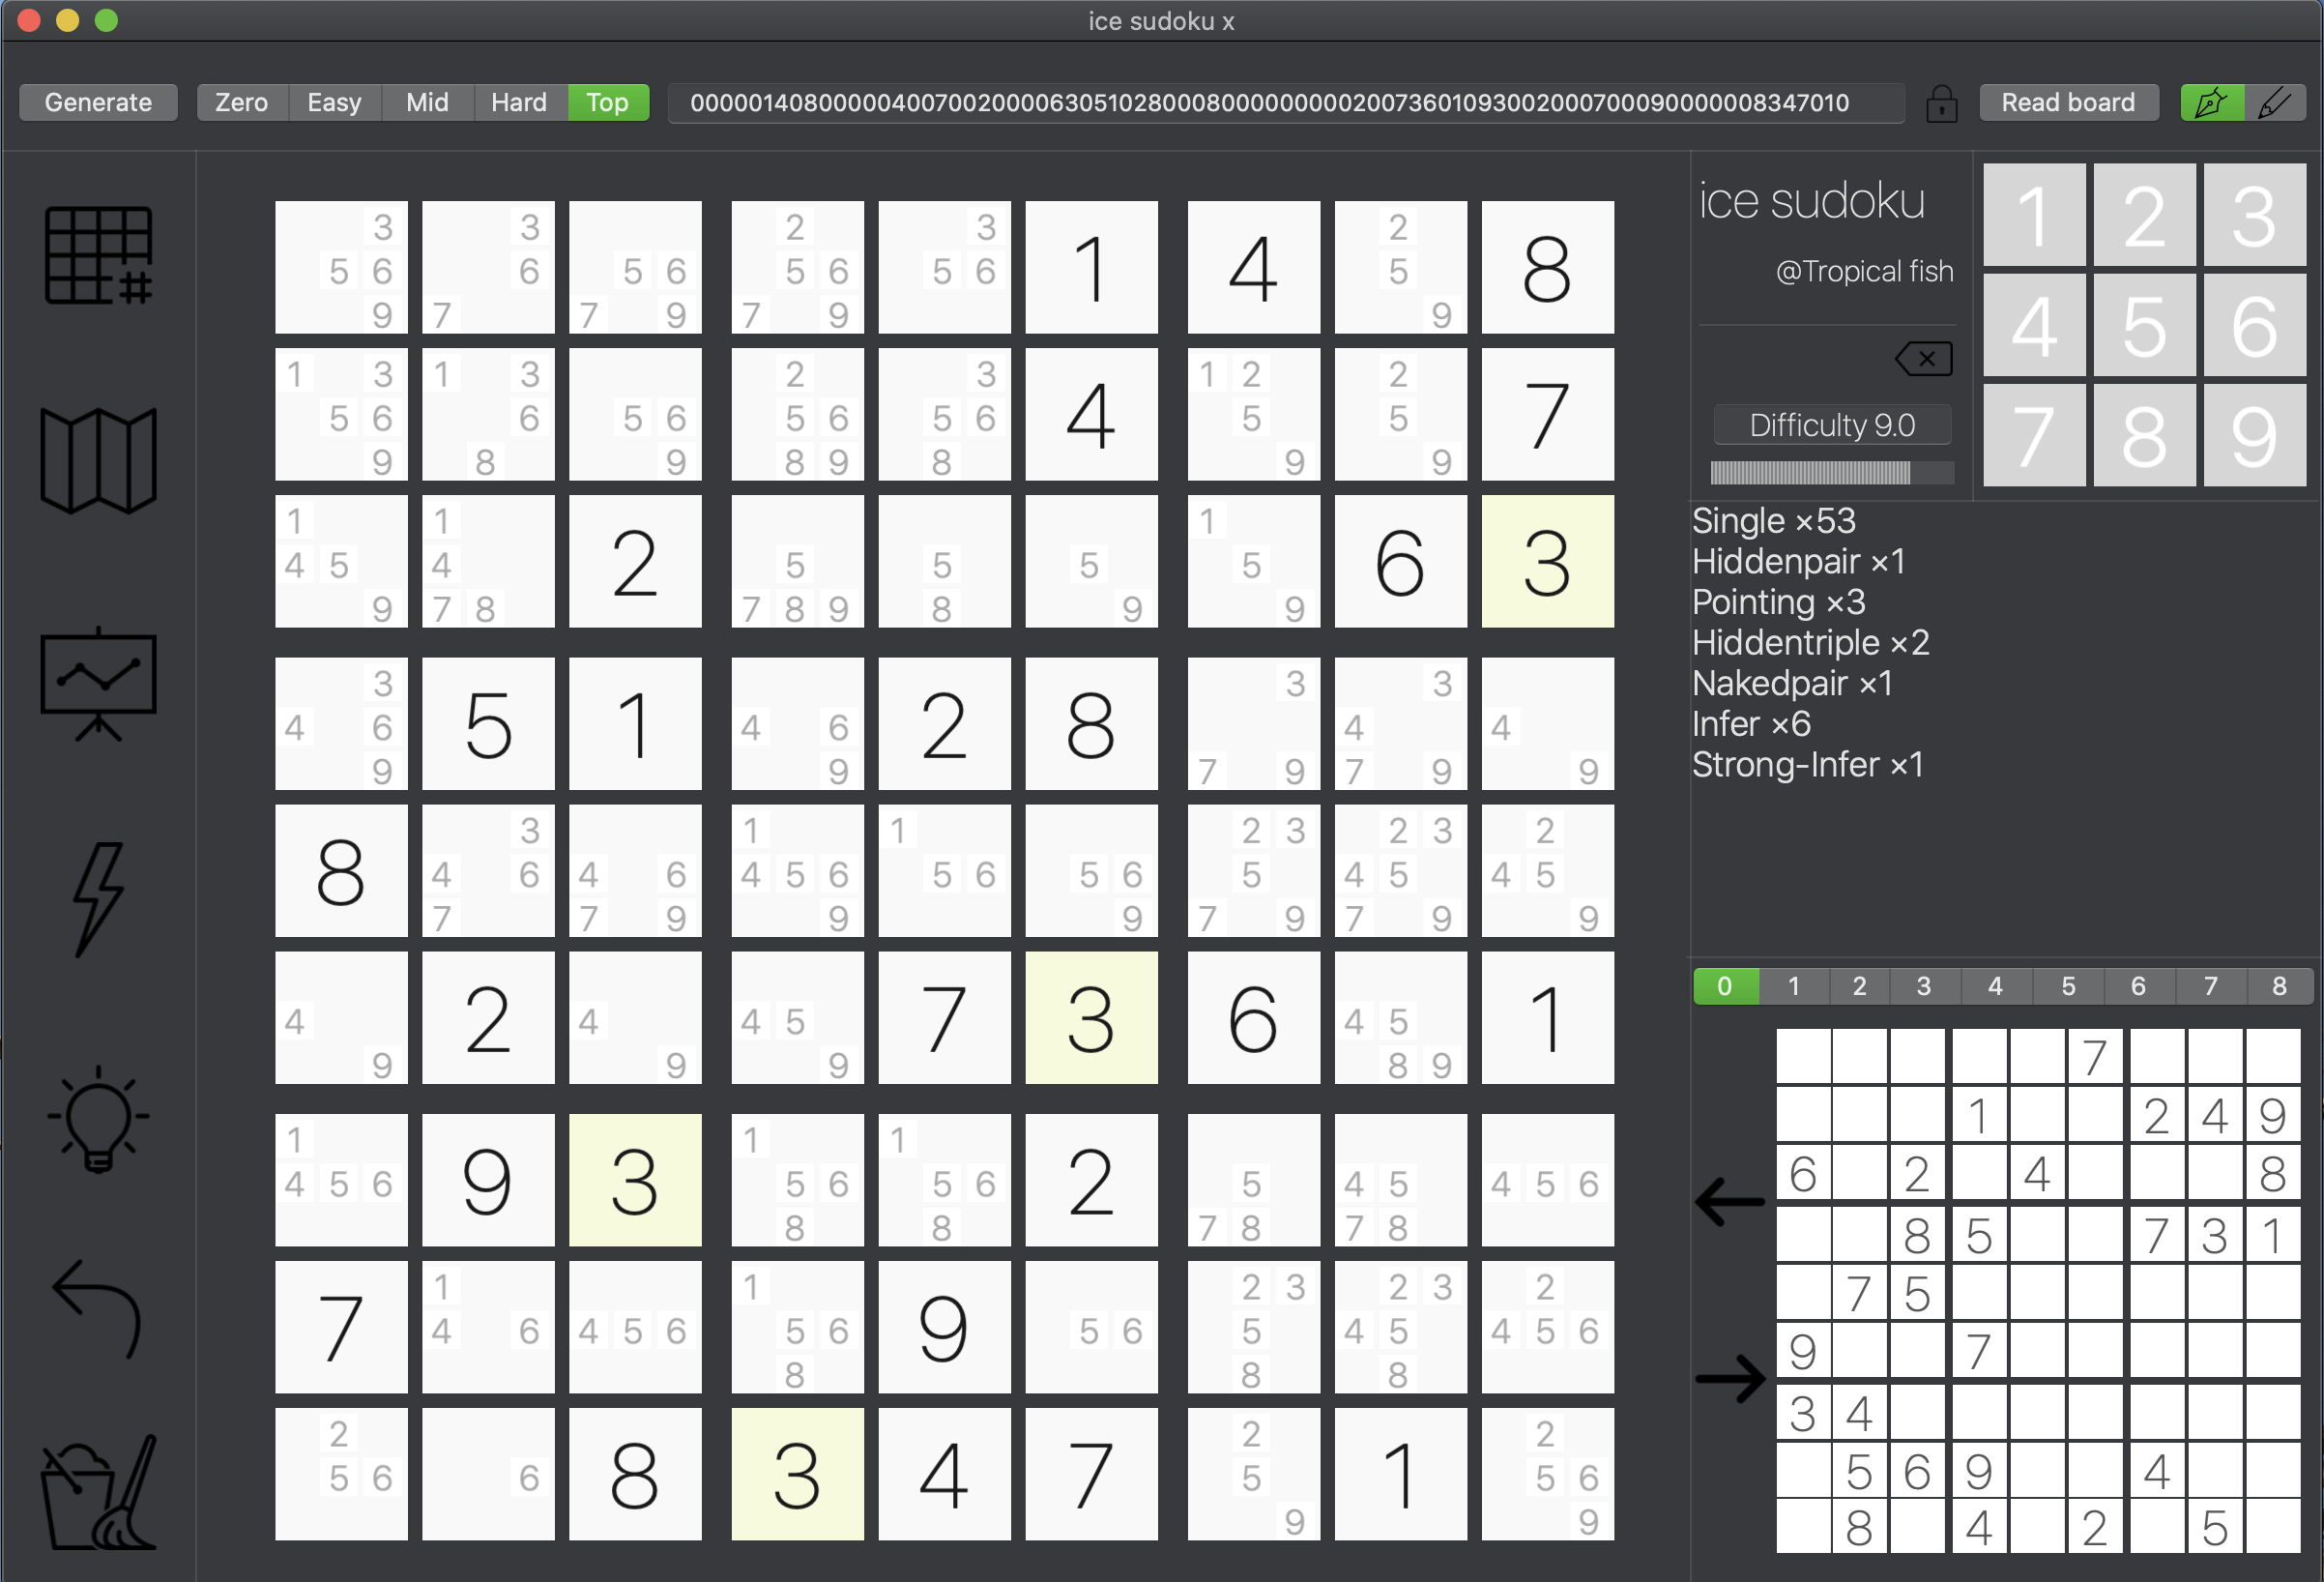 ice sudoku x
Generate Zero Easy Mid Hard Top 000001408000004007002000063051028000800000000020073601093002000700090000008347010 Read board
3 3 2 3 2
5 6 6 5 6 5 6 5 6 1 4 5 8
9 7 7 9 7 9 9
1 3 1 3 2 3 1 2 2
5 6 6 5 6 5 6 5 6 4 5 5 7
9 8 9 8 9 8 9 9
1 1 1
4 5 4 2 5 5 5 5 6 3
9 7 8 7 8 9 8 9 9
3 3 3
4 6 5 1 4 6 2 8 4 4
9 9 7 9 7 9 9
3 1 1 2 3 2 3 2
8 4 6 4 6 4 5 6 5 6 5 6 5 4 5 4 5
7 7 9 9 9 7 9 7 9 9
4 2 4 4 5 7 3 6 4 5 1
9 9 9 8 9
1 1 1
4 5 6 9 3 5 6 5 6 2 5 4 5 4 5 6
8 8 7 8 7 8
1 1 2 3 2 3 2
7 4 6 4 5 6 5 6 9 5 6 5 4 5 4 5 6
8 8 8
2 2 2
5 6 6 8 3 4 7 5 1 5 6
9 9
ice sudoku
@Tropical fish
Difficulty 9.0
1 2 3
4 5 6
7 8 9
Single ×53
Hiddenpair ×1
Pointing ×3
Hiddentriple ×2
Nakedpair ×1
Infer ×6
Strong-Infer ×1
0 1 2 3 4 5 6 7 8
7
1 2 4 9
6 2 4 8
8 5 7 3 1
7 5
9 7
3 4
5 6 9 4
8 4 2 5